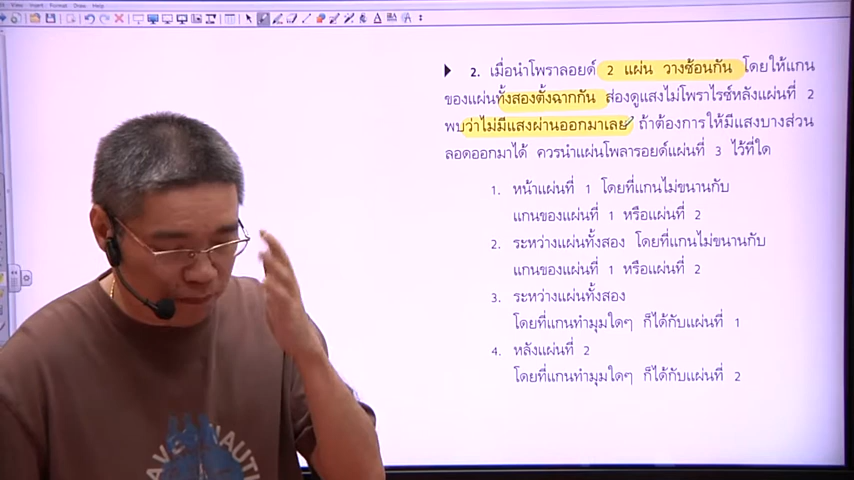 ▶ 2. เมื่อนำโพราลอยด์ 2 แผ่น วางซ้อนกัน โดยให้แกน
ของแผ่นทั้งสองตั้งฉากกัน ส่องดูแสงไม่โพราไรซ์หลังแผ่นที่ 2
พบว่าไม่มีแสงผ่านออกมาเลย ถ้าต้องการให้มีแสงบางส่วน
ลอดออกมาได้ ควรนำแผ่นโพลารอยด์แผ่นที่ 3 ไว้ที่ใด
1. หน้าแผ่นที่ 1 โดยที่แกนไม่ขนานกับ
แกนของแผ่นที่ 1 หรือแผ่นที่ 2
2. ระหว่างแผ่นทั้งสอง โดยที่แกนไม่ขนานกับ
แกนของแผ่นที่ 1 หรือแผ่นที่ 2
3. ระหว่างแผ่นทั้งสอง
โดยที่แกนทำมุมใดๆ ก็ได้กับแผ่นที่ 1
4. หลังแผ่นที่ 2
โดยที่แกนทำมุมใดๆ ก็ได้กับแผ่นที่ 2